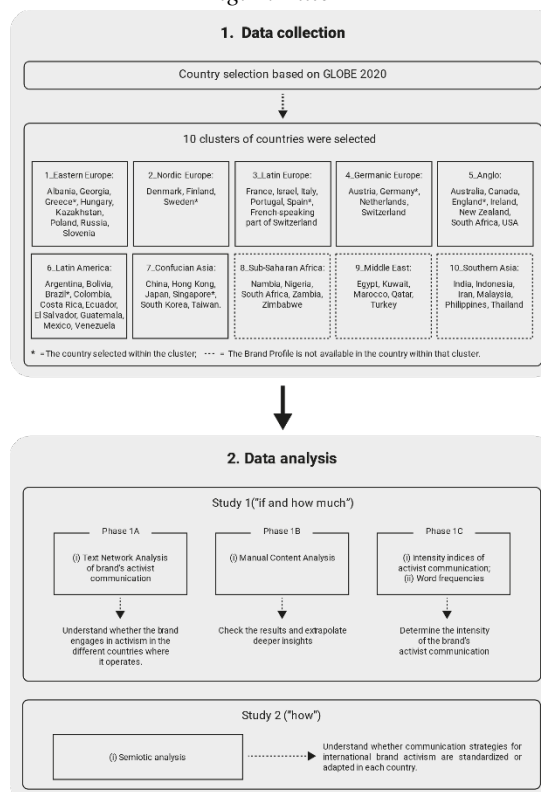 1. Data collection
Country selection based on GLOBE 2020
10 clusters of countries were selected
1_Eastern Europe:
Albania, Georgia,
Greece*, Hungary,
Kazakhstan,
Poland, Russia,
Slovenia
2_Nordic Europe:
Denmark, Finland,
Sweden*
3_Latin Europe:
France, Israel, Italy,
Portugal, Spain*,
French-speaking
part of Switzerland
4_Germanic Europe:
Austria, Germany*,
Netherlands,
Switzerland
5_Anglo:
Australia, Canada,
England*, Ireland,
New Zealand,
South Africa, USA
6_Latin America:
Argentina, Bolivia,
Brazil*, Colombia,
Costa Rica, Ecuador,
El Salvador, Guatemala,
Mexico, Venezuela
7_Confucian Asia:
China, Hong Kong,
Japan, Singapore*,
South Korea, Taiwan.
8_Sub-Saharan Africa:
Nambia, Nigeria,
South Africa, Zambia,
Zimbabwe
9_Middle East:
Egypt, Kuwait,
Marocco, Qatar,
Turkey
10_Southern Asia:
India, Indonesia,
Iran, Malaysia,
Philippines, Thailand
* = The country selected within the cluster; --- = The Brand Profile is not available in the country within that cluster.
2. Data analysis
Study 1("if and how much")
Phase 1A
(i) Text Network Analysis
of brand's activist
communication
Understand whether the brand
engages in activism in the
different countries where
it operates.
Phase 1B
(i) Manual Content Analysis
Check the results and extrapolate
deeper insights
Phase 1C
(i) Intensity indices of
activist communication;
(ii) Word frequencies
Determine the intensity
of the brand's
activist communication
Study 2 ("how")
(i) Semiotic analysis
Understand whether communication strategies for
international brand activism are standardized or
adapted in each country.